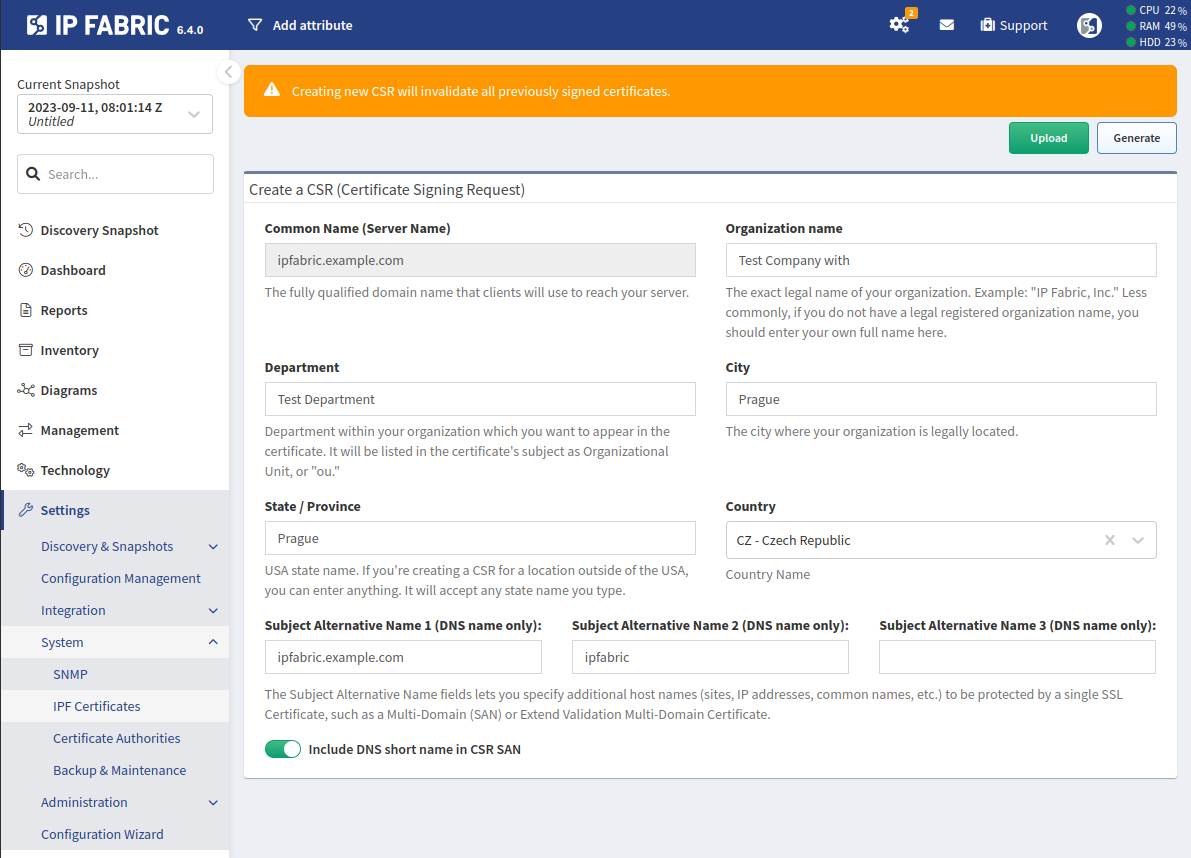 IP FABRIC 6.4.0
Add attribute
2
Support
CPU 22 %
RAM 49 %
HDD 23 %
Current Snapshot
2023-09-11, 08:01:14 Z
Untitled
Search...
Discovery Snapshot
Dashboard
Reports
Inventory
Diagrams
Management
Technology
Settings
Discovery & Snapshots
Configuration Management
Integration
System
SNMP
IPF Certificates
Certificate Authorities
Backup & Maintenance
Administration
Configuration Wizard
Creating new CSR will invalidate all previously signed certificates.
Upload
Generate
Create a CSR (Certificate Signing Request)
Common Name (Server Name)
ipfabric.example.com
The fully qualified domain name that clients will use to reach your server.
Organization name
Test Company with
The exact legal name of your organization. Example: "IP Fabric, Inc." Less
commonly, if you do not have a legal registered organization name, you
should enter your own full name here.
Department
Test Department
Department within your organization which you want to appear in the
certificate. It will be listed in the certificate's subject as Organizational
Unit, or "ou."
City
Prague
The city where your organization is legally located.
State / Province
Prague
USA state name. If you're creating a CSR for a location outside of the USA,
you can enter anything. It will accept any state name you type.
Country
CZ - Czech Republic
Country Name
Subject Alternative Name 1 (DNS name only):
ipfabric.example.com
Subject Alternative Name 2 (DNS name only):
ipfabric
Subject Alternative Name 3 (DNS name only):
The Subject Alternative Name fields lets you specify additional host names (sites, IP addresses, common names, etc.) to be protected by a single SSL
Certificate, such as a Multi-Domain (SAN) or Extend Validation Multi-Domain Certificate.
Include DNS short name in CSR SAN